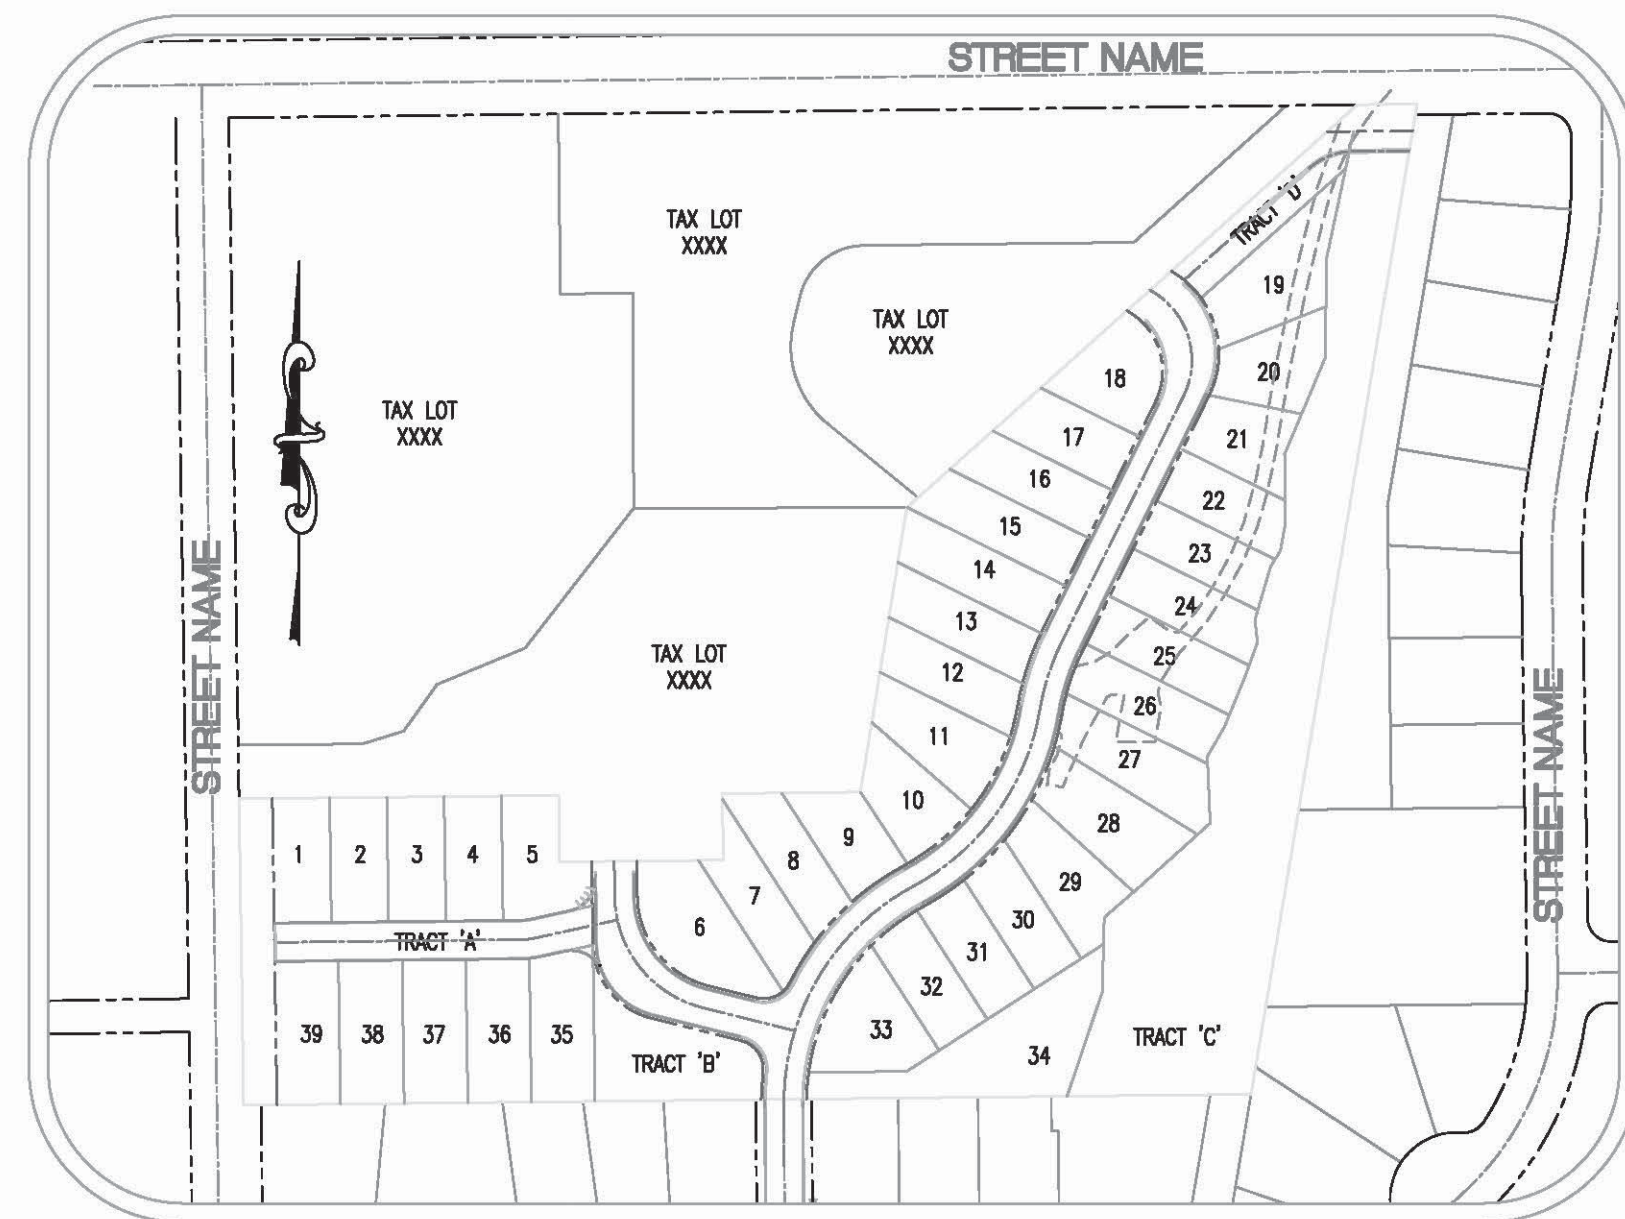 STREET NAME
TAX LOT
XXXX
TRACT 'D'
19
TAX LOT
XXXX
18
20
TAX LOT
XXXX
17
21
16
22
15
23
14
24
13
25
12
26
11
27
10
28
9
8
29
7
30
6
31
32
33
34
STREET NAME
TAX LOT
XXXX
STREET NAME
1
2
3
4
5
TRACT 'A'
39
38
37
36
35
TRACT 'B'
TRACT 'C'